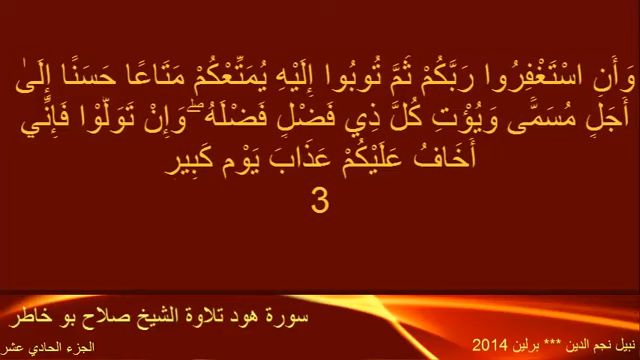 وَأَنِ اسْتَغْفِرُوا رَبَّكُمْ ثُمَّ تُوبُوا إِلَيْهِ يُمَتِّعْكُمْ مَتَاعًا حَسَنًا إِلَىٰ
أَجَلٍ مُسَمًّى وَيُؤْتِ كُلَّ ذِي فَضْلٍ فَضْلَهُ ۖ وَإِنْ تَوَلَّوْا فَإِنِّي
أَخَافُ عَلَيْكُمْ عَذَابَ يَوْمٍ كَبِيرٍ
3
سورة هود تلاوة الشيخ صلاح بو خاطر
الجزء الحادي عشر
نبيل نجم الدين *** برلين 2014